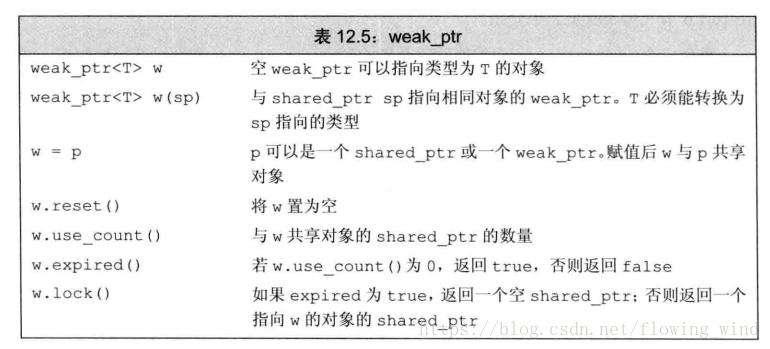 表 12.5：weak_ptr
weak_ptr<T> w 空 weak_ptr 可以指向类型为 T 的对象
weak_ptr<T> w(sp) 与 shared_ptr sp 指向相同对象的 weak_ptr。T 必须能转换为
sp 指向的类型
w = p p 可以是一个 shared_ptr 或一个 weak_ptr。赋值后 w 与 p 共享
对象
w.reset() 将 w 置为空
w.use_count() 与 w 共享对象的 shared_ptr 的数量
w.expired() 若 w.use_count()为 0，返回 true，否则返回 false
w.lock() 如果 expired 为 true，返回一个空 shared_ptr；否则返回一个
指向 w 的对象的 shared_ptr
https://blog.csdn.net/flowing_wind